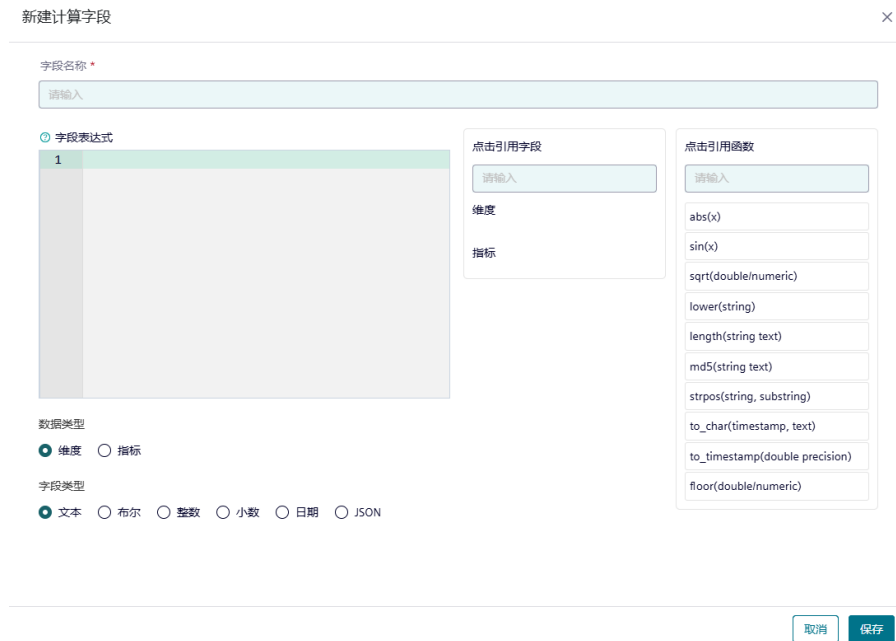 新建计算字段
字段名称 *
请输入
字段表达式
1
点击引用字段
请输入
维度
指标
点击引用函数
请输入
abs(x)
sin(x)
sqrt(double/numeric)
lower(string)
length(string text)
md5(string text)
strpos(string, substring)
to_char(timestamp, text)
to_timestamp(double precision)
floor(double/numeric)
数据类型
维度 指标
字段类型
文本 布尔 整数 小数 日期 JSON
取消 保存